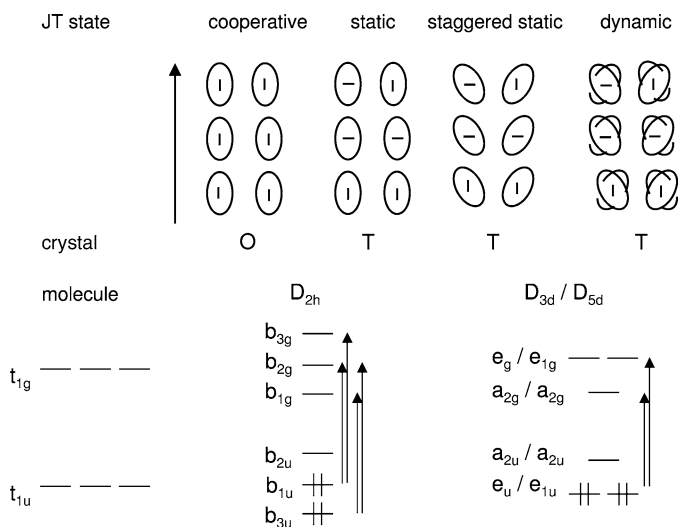 JT state cooperative static staggered static dynamic
crystal O T T T
molecule D2h D3d / D5d
b3g
t1g b2g eg / e1g
b1g a2g / a2g
b2u a2u / a2u
t1u b1u eu / e1u
b3u